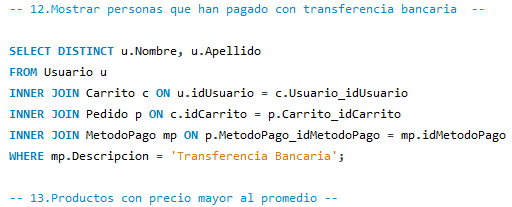 -- 12.Mostrar personas que han pagado con transferencia bancaria  --
SELECT DISTINCT u.Nombre, u.Apellido
FROM Usuario u
INNER JOIN Carrito c ON u.idUsuario = c.Usuario_idUsuario
INNER JOIN Pedido p ON c.idCarrito = p.Carrito_idCarrito
INNER JOIN MetodoPago mp ON p.MetodoPago_idMetodoPago = mp.idMetodoPago
WHERE mp.Descripcion = 'Transferencia Bancaria';
-- 13.Productos con precio mayor al promedio --